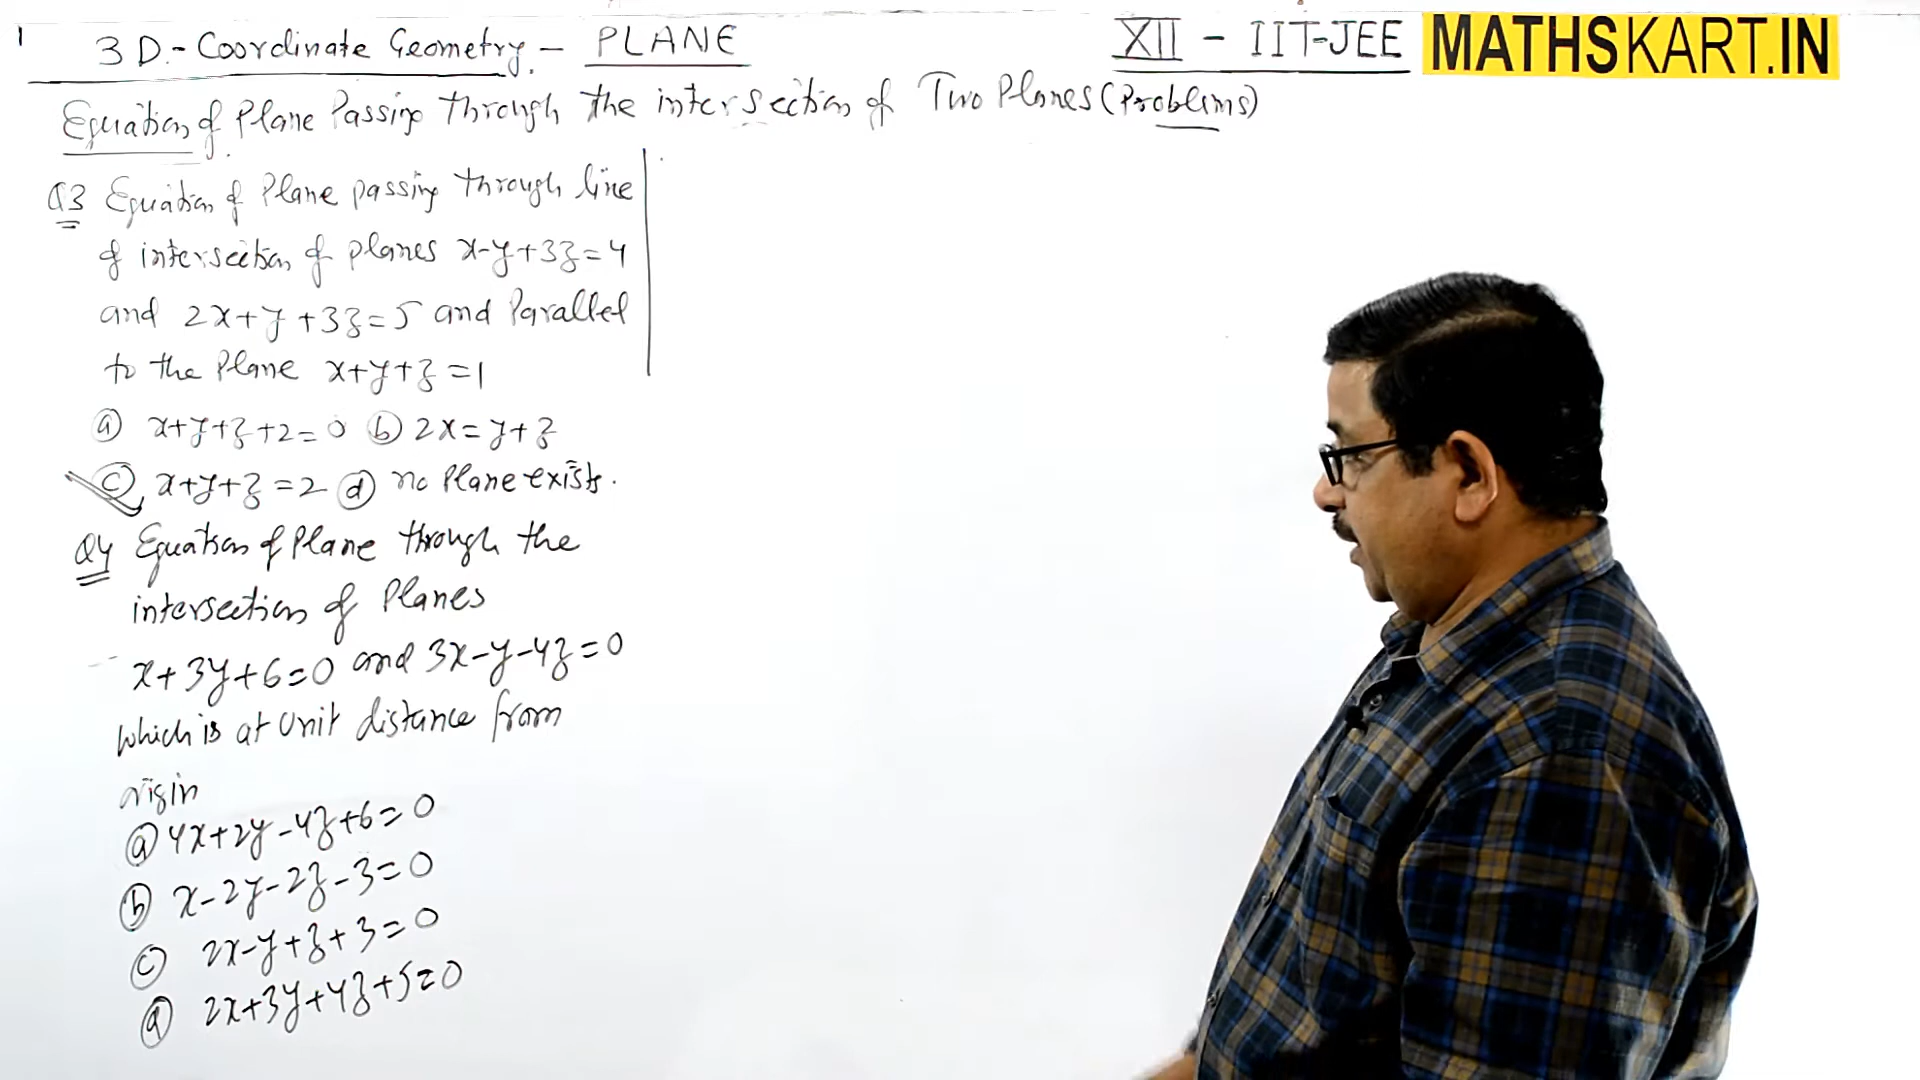 1
3D.-Coordinate Geometry.- PLANE
XII - IIT-JEE MATHSKART.IN
Equation of Plane Passing Through the intersection of Two Planes (Problems)
Q3 Equation of Plane passing Through line
of intersection of planes x-y+3z=4
and 2x+y+3z=5 and Parallel
to the Plane x+y+z=1
(a) x+y+z+2=0 (b) 2x=y+z
(c) x+y+z=2 (d) no Plane exists.
Q4 Equation of Plane through the
intersection of Planes
x+3y+6=0 and 3x-y-4z=0
which is at unit distance from
origin
(a) 4x+2y-4z+6=0
(b) x-2y-2z-3=0
(c) 2x-y+z+3=0
(d) 2x+3y+4z+5=0